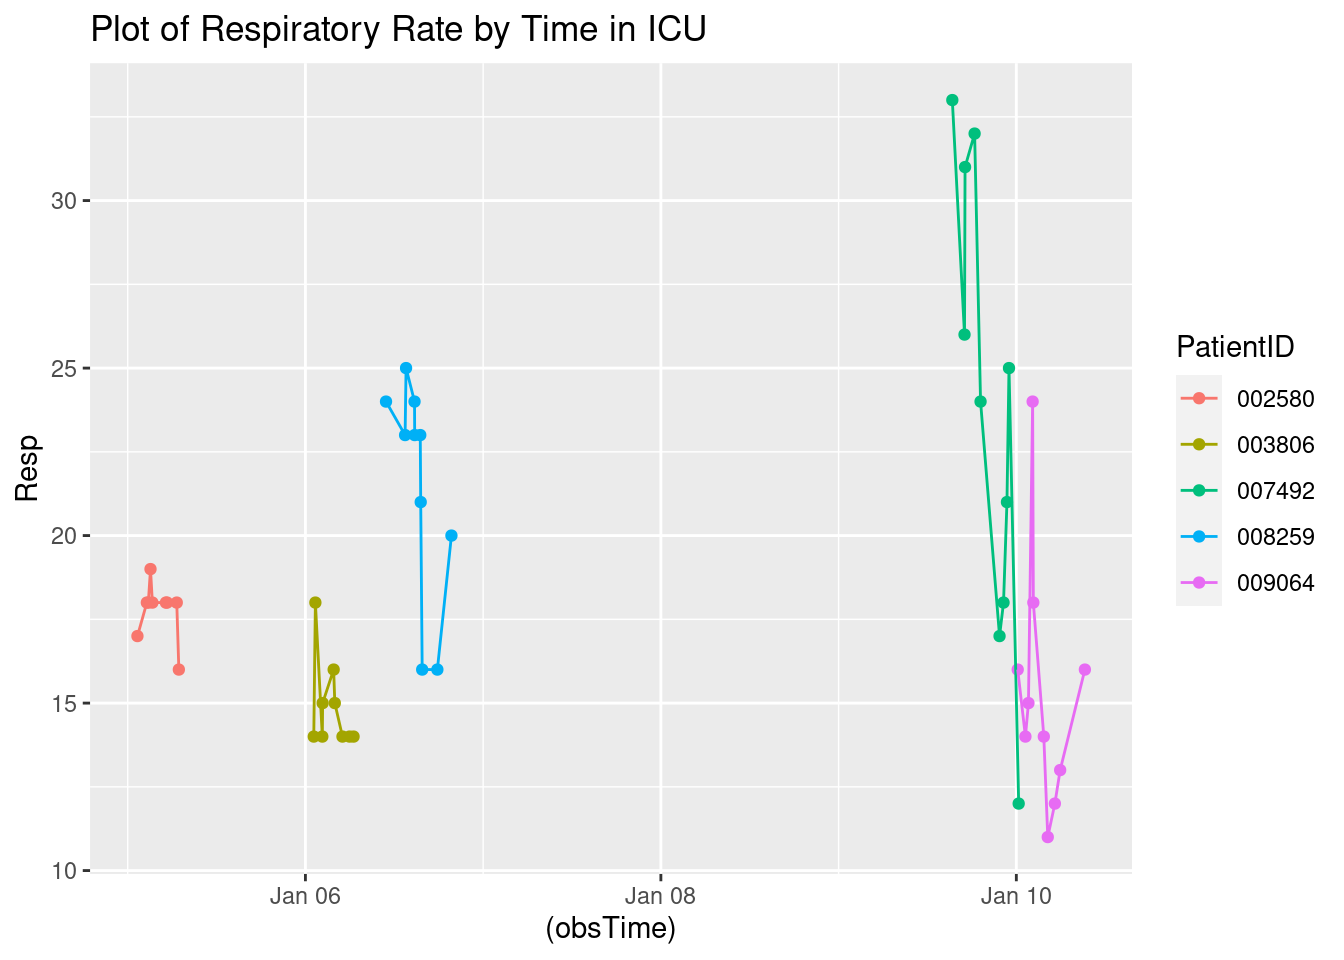 Plot of Respiratory Rate by Time in ICU
Resp
30
25
20
15
10
Jan 06
Jan 08
Jan 10
(obsTime)
PatientID
002580
003806
007492
008259
009064